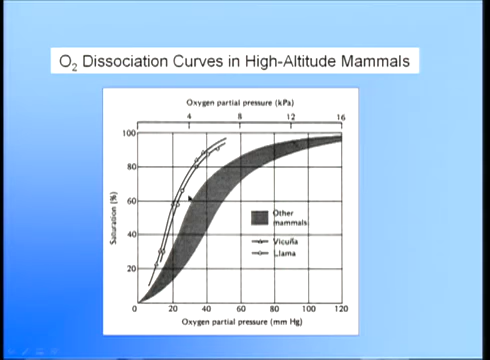 O2 Dissociation Curves in High-Altitude Mammals
Oxygen partial pressure (kPa)
4 8 12 16
100
80
60
40
20
Saturation (%)
Other
mammals
Vicuña
Llama
0 20 40 60 80 100 120
Oxygen partial pressure (mm Hg)